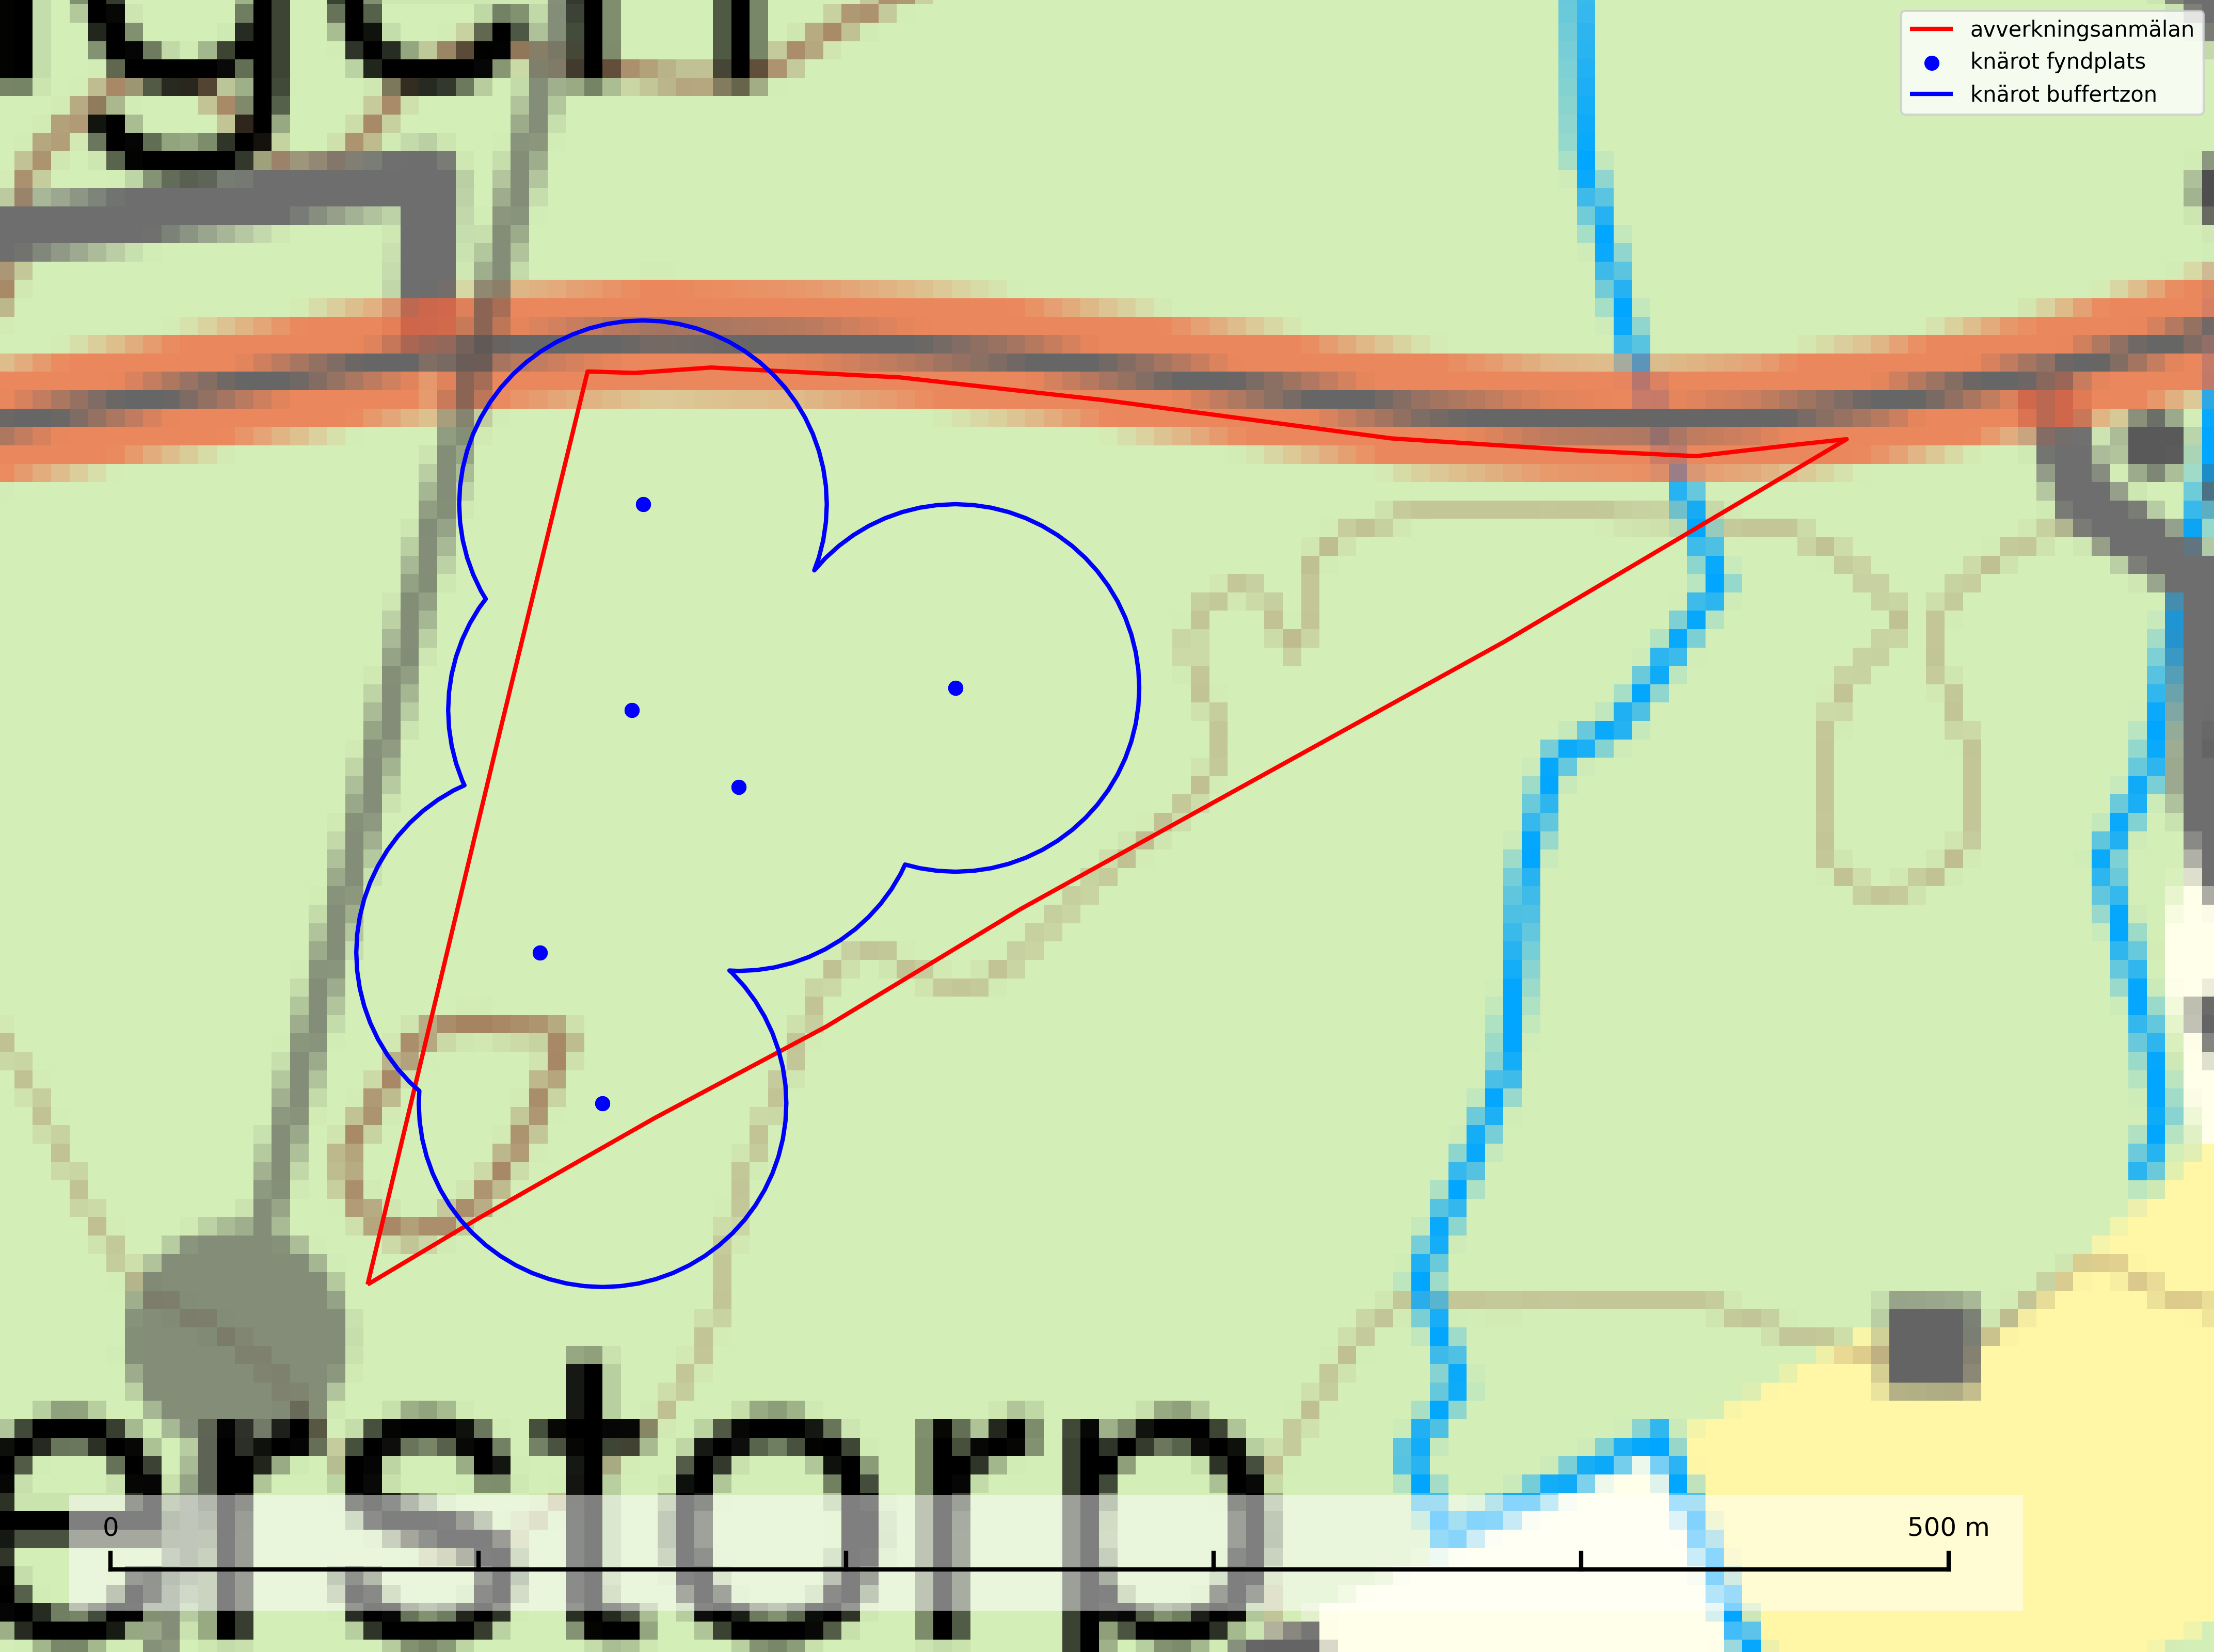 avverkningsanmälan
knärot fyndplats
knärot buffertzon
erstorp
0 500 m